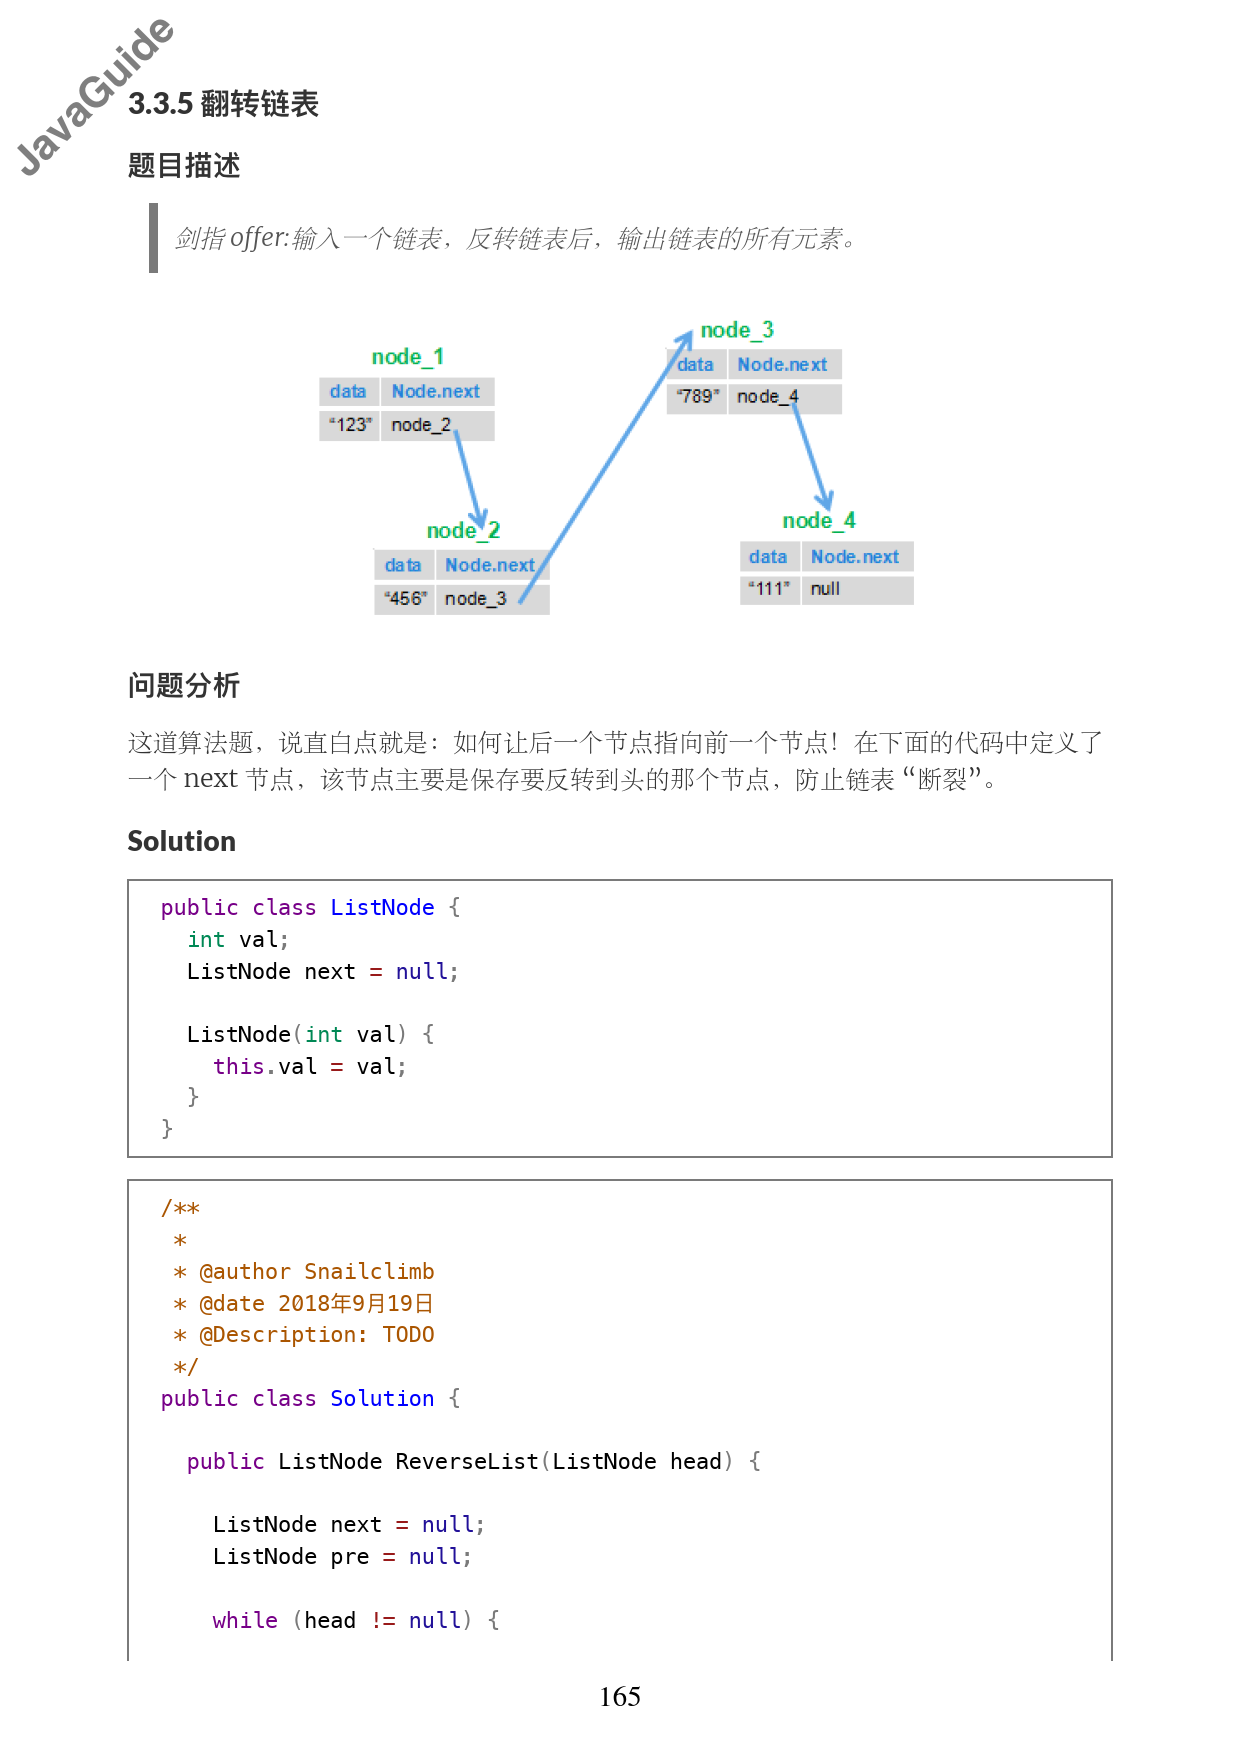 JavaGuide
3.3.5 翻转链表
题目描述
剑指 offer:输入一个链表，反转链表后，输出链表的所有元素。
node_1
data Node.next
“123” node_2
node_2
data Node.next
“456” node_3
node_3
data Node.next
“789” node_4
node_4
data Node.next
“111” null
问题分析
这道算法题，说直白点就是：如何让后一个节点指向前一个节点！在下面的代码中定义了
一个 next 节点，该节点主要是保存要反转到头的那个节点，防止链表 “断裂”。
Solution
public class ListNode {
  int val;
  ListNode next = null;

  ListNode(int val) {
    this.val = val;
  }
}
/**
 *
 * @author Snailclimb
 * @date 2018年9月19日
 * @Description: TODO
 */
public class Solution {

  public ListNode ReverseList(ListNode head) {

    ListNode next = null;
    ListNode pre = null;

    while (head != null) {
165